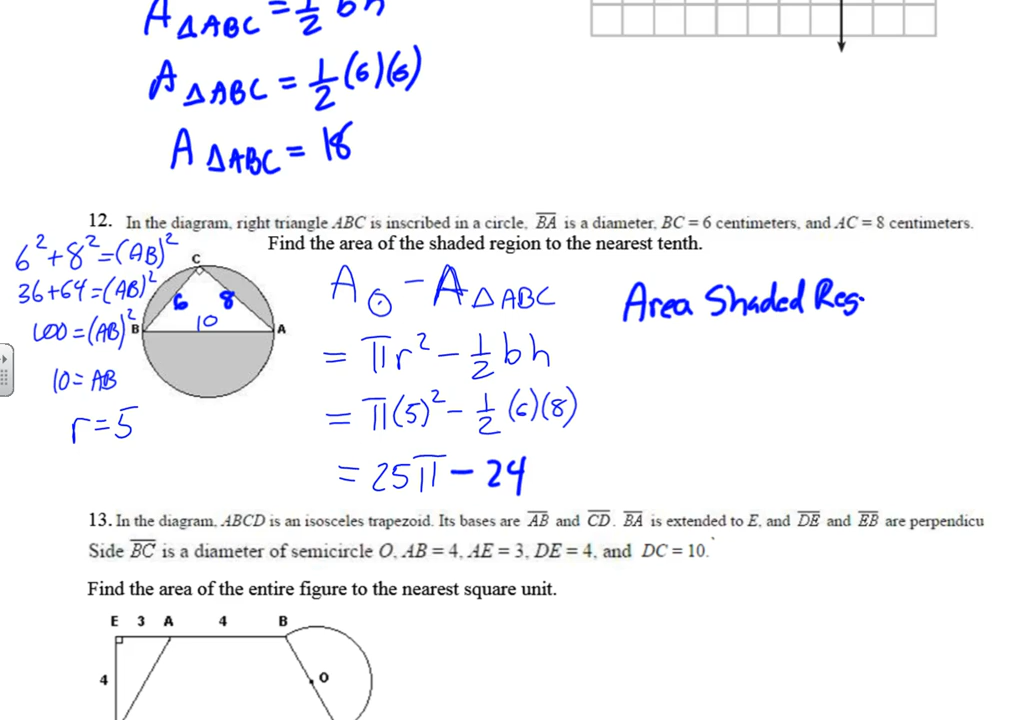 A △ABC = 1/2 bh
A △ABC = 1/2 (6)(6)
A △ABC = 18
12. In the diagram, right triangle ABC is inscribed in a circle, BA is a diameter, BC = 6 centimeters, and AC = 8 centimeters.
Find the area of the shaded region to the nearest tenth.
6² + 8² = (AB)²
36 + 64 = (AB)²
100 = (AB)²
10 = AB
r = 5
C
6 8
B 10 A
A⊙ - A△ABC
= πr² - 1/2 bh
= π(5)² - 1/2 (6)(8)
= 25π - 24
Area Shaded Reg.
13. In the diagram, ABCD is an isosceles trapezoid. Its bases are AB and CD. BA is extended to E, and DE and EB are perpendicu
Side BC is a diameter of semicircle O, AB = 4, AE = 3, DE = 4, and DC = 10.
Find the area of the entire figure to the nearest square unit.
E 3 A 4 B
4 O